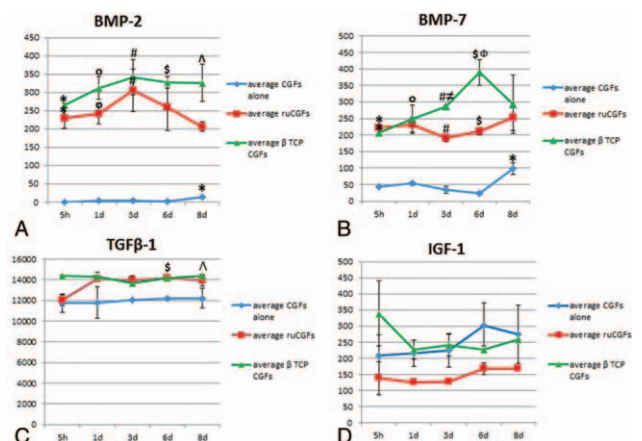 BMP-2
450
400
350
300
250
200
150
100
50
0
* * o o # # $ ^ *
5h 1d 3d 6d 8d
average CGFs
alone
average ruCGFs
average β TCP
CGFs
A
BMP-7
500
450
400
350
300
250
200
150
100
50
0
* * o #≠ # $Φ $ *
5h 1d 3d 6d 8d
average CGFs
alone
average ruCGFs
average β TCP
CGFs
B
TGFβ-1
16000
14000
12000
10000
8000
6000
4000
2000
0
$ ^
5h 1d 3d 6d 8d
average CGFs
alone
average ruCGFs
average β TCP
CGFs
C
IGF-1
500
450
400
350
300
250
200
150
100
50
0
5h 1d 3d 6d 8d
average CGFs
alone
average ruCGFs
average β TCP
CGFs
D